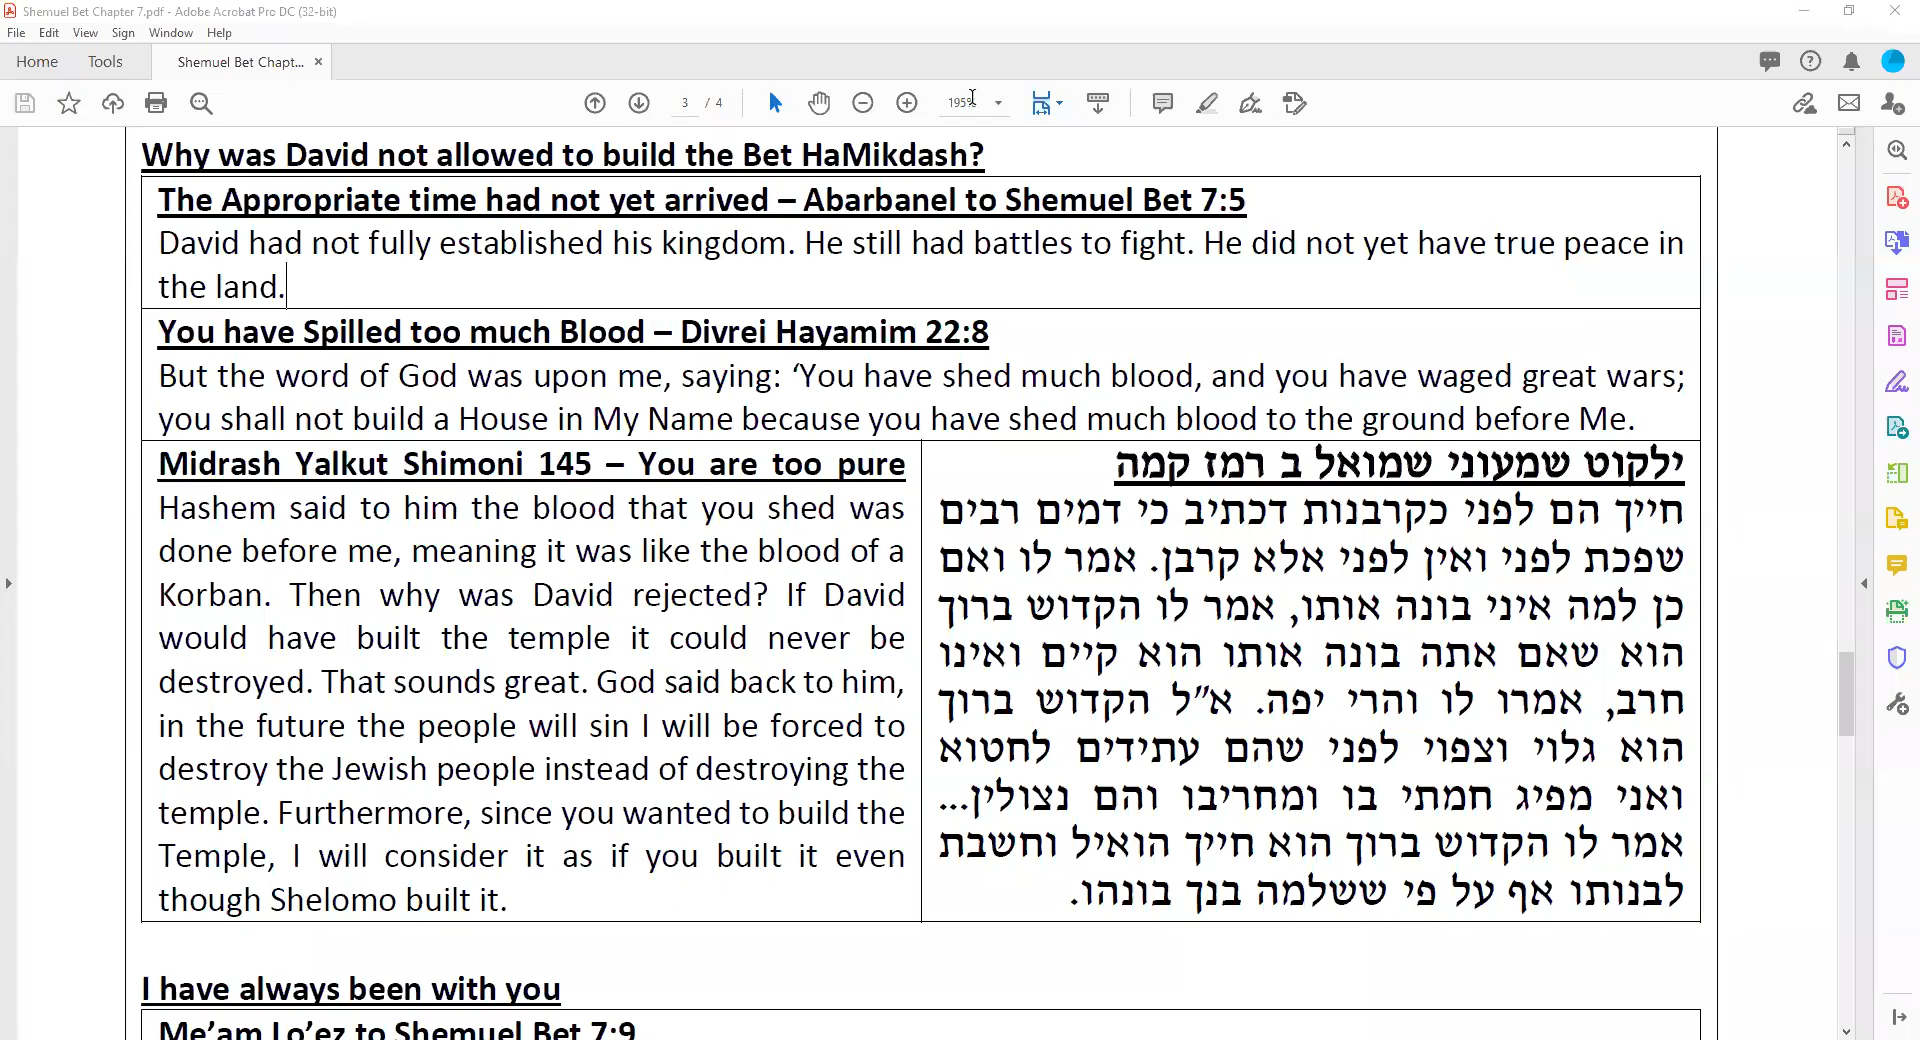 Shemuel Bet Chapter 7.pdf - Adobe Acrobat Pro DC (32-bit)
File Edit View Sign Window Help
Home Tools Shemuel Bet Chapt... ×
3 / 4 195%
Why was David not allowed to build the Bet HaMikdash?
The Appropriate time had not yet arrived – Abarbanel to Shemuel Bet 7:5
David had not fully established his kingdom. He still had battles to fight. He did not yet have true peace in
the land.
You have Spilled too much Blood – Divrei Hayamim 22:8
But the word of God was upon me, saying: ‘You have shed much blood, and you have waged great wars;
you shall not build a House in My Name because you have shed much blood to the ground before Me.
Midrash Yalkut Shimoni 145 – You are too pure
Hashem said to him the blood that you shed was
done before me, meaning it was like the blood of a
Korban. Then why was David rejected? If David
would have built the temple it could never be
destroyed. That sounds great. God said back to him,
in the future the people will sin I will be forced to
destroy the Jewish people instead of destroying the
temple. Furthermore, since you wanted to build the
Temple, I will consider it as if you built it even
though Shelomo built it.
ילקוט שמעוני שמואל ב רמז קמה
חייך הם לפני כקרבנות דכתיב כי דמים רבים
שפכת לפני ואין לפני אלא קרבן. אמר לו ואם
כן למה איני בונה אותו, אמר לו הקדוש ברוך
הוא שאם אתה בונה אותו הוא קיים ואינו
חרב, אמרו לו והרי יפה. א"ל הקדוש ברוך
הוא גלוי וצפוי לפני שהם עתידים לחטוא
ואני מפיג חמתי בו ומחריבו והם נצולין...
אמר לו הקדוש ברוך הוא חייך הואיל וחשבת
לבנותו אף על פי ששלמה בנך בונהו.
I have always been with you
Me’am Lo’ez to Shemuel Bet 7:9